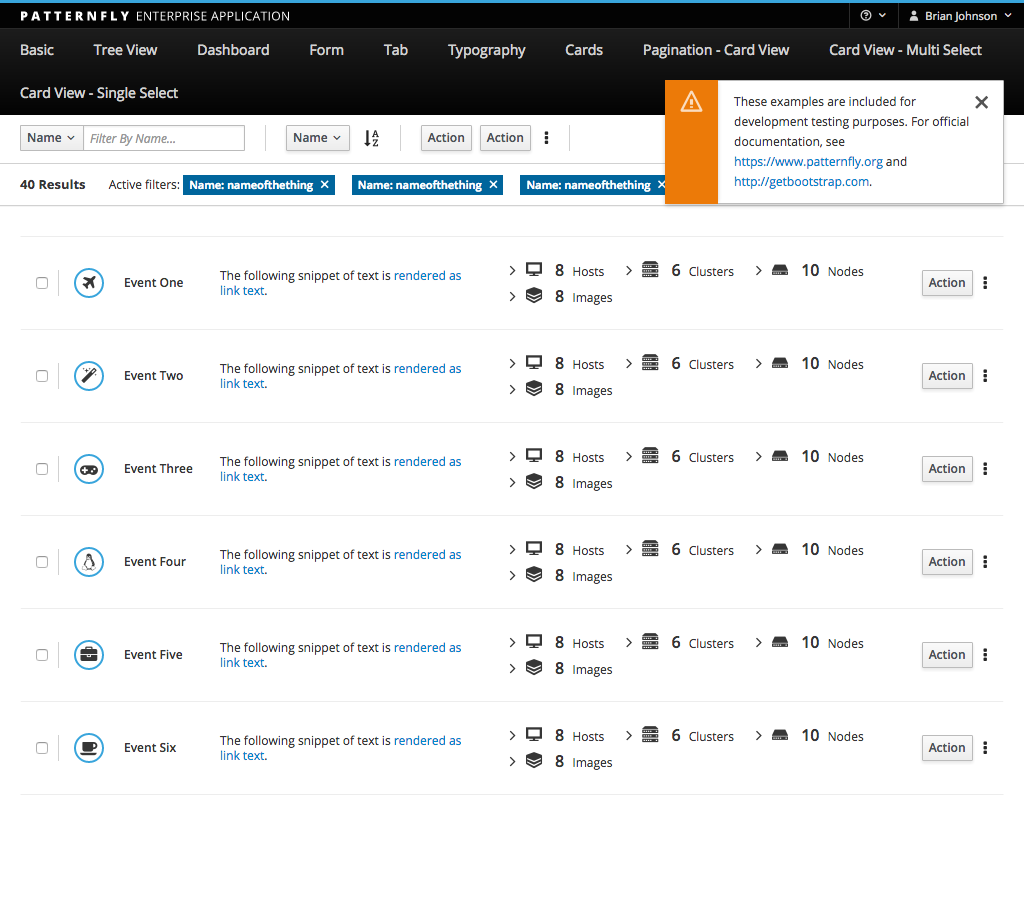 PATTERNFLY ENTERPRISE APPLICATION
Brian Johnson
Basic Tree View Dashboard Form Tab Typography Cards Pagination - Card View Card View - Multi Select
Card View - Single Select
These examples are included for
development testing purposes. For official
documentation, see
https://www.patternfly.org and
http://getbootstrap.com.
Name Filter By Name... Name Action Action
40 Results Active filters: Name: nameofthething × Name: nameofthething × Name: nameofthething ×
Event One
The following snippet of text is rendered as
link text.
8 Hosts 6 Clusters 10 Nodes
8 Images
Action
Event Two
The following snippet of text is rendered as
link text.
8 Hosts 6 Clusters 10 Nodes
8 Images
Action
Event Three
The following snippet of text is rendered as
link text.
8 Hosts 6 Clusters 10 Nodes
8 Images
Action
Event Four
The following snippet of text is rendered as
link text.
8 Hosts 6 Clusters 10 Nodes
8 Images
Action
Event Five
The following snippet of text is rendered as
link text.
8 Hosts 6 Clusters 10 Nodes
8 Images
Action
Event Six
The following snippet of text is rendered as
link text.
8 Hosts 6 Clusters 10 Nodes
8 Images
Action